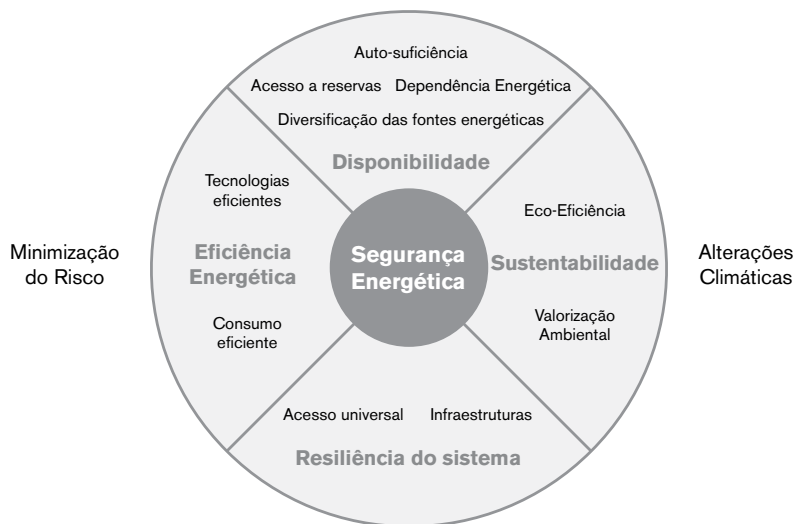 Auto-suficiência
Acesso a reservas Dependência Energética
Diversificação das fontes energéticas
Disponibilidade
Tecnologias
eficientes
Eficiência
Energética
Consumo
eficiente
Segurança
Energética
Eco-Eficiência
Sustentabilidade
Valorização
Ambiental
Acesso universal Infraestruturas
Resiliência do sistema
Minimização
do Risco
Alterações
Climáticas